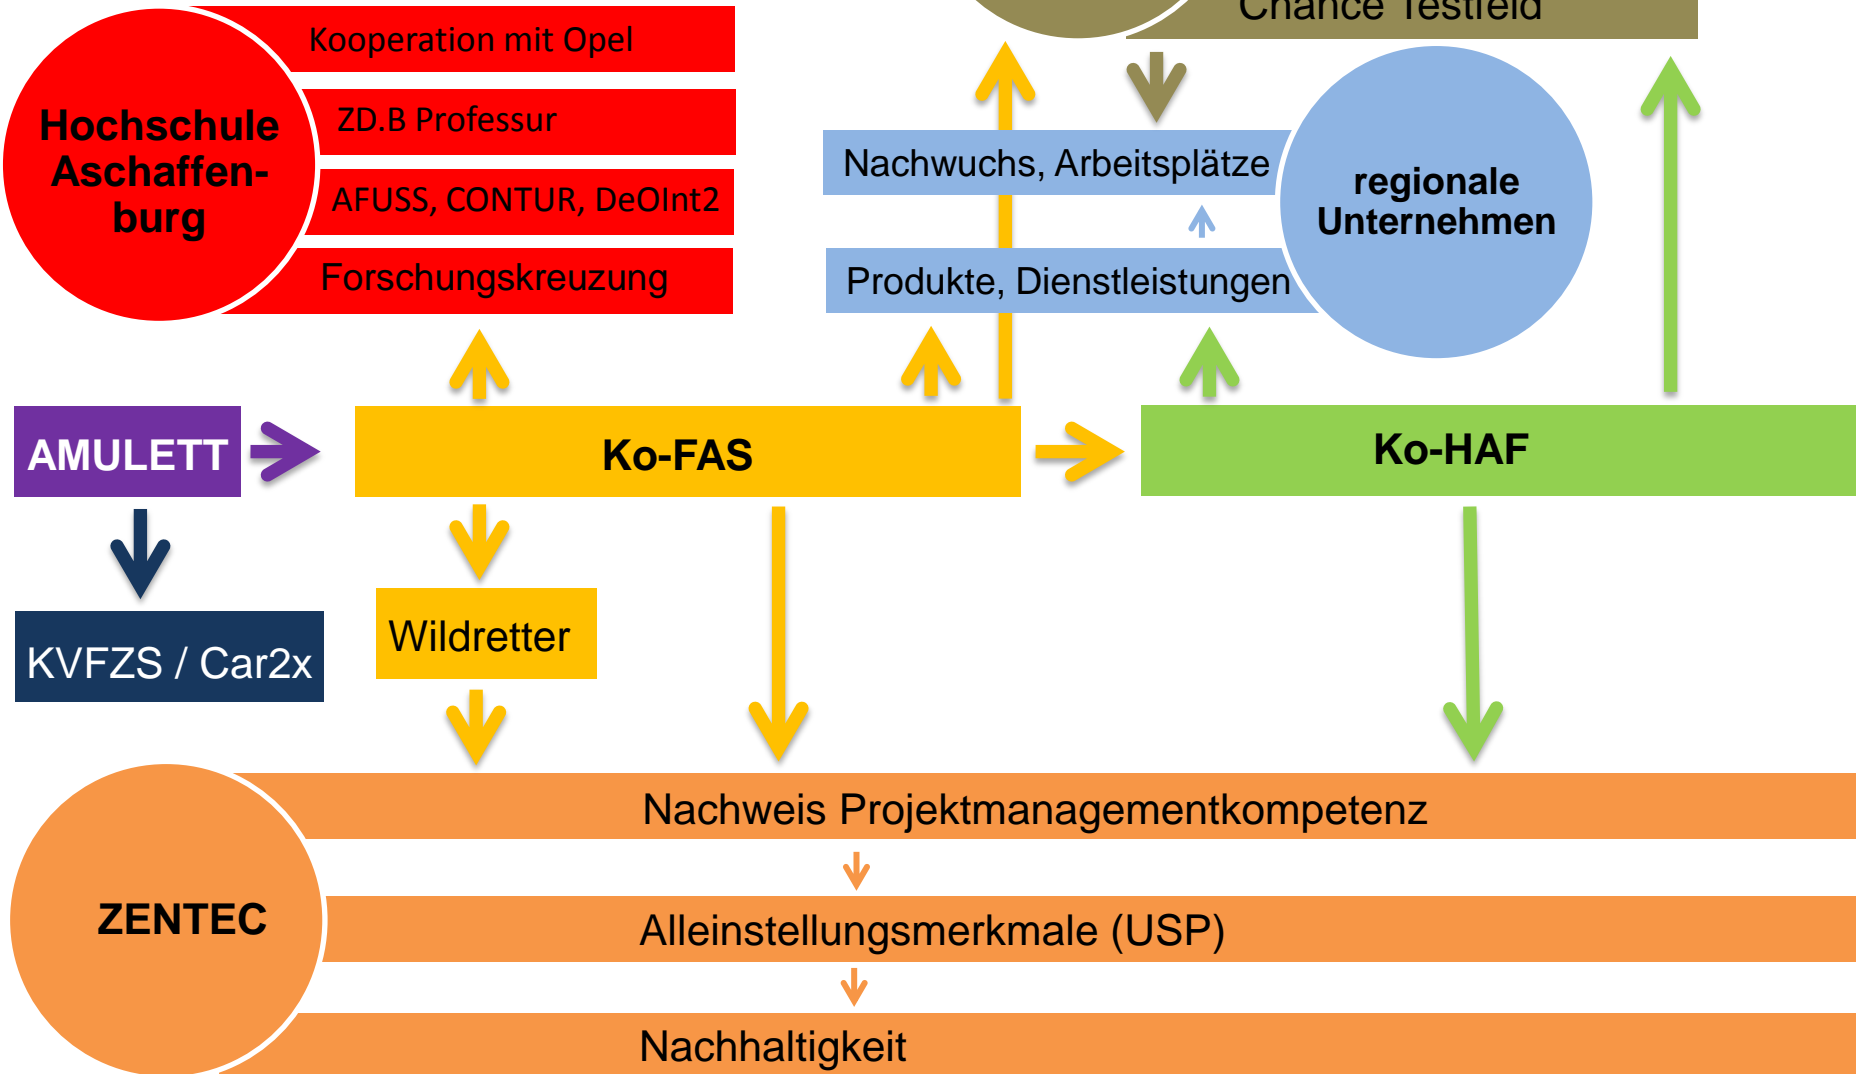 Chance Testfeld
Kooperation mit Opel
ZD.B Professur
AFUSS, CONTUR, DeOInt2
Forschungskreuzung
Hochschule
Aschaffen-
burg
Nachwuchs, Arbeitsplätze
Produkte, Dienstleistungen
regionale
Unternehmen
AMULETT
Ko-FAS
Ko-HAF
KVFZS / Car2x
Wildretter
ZENTEC
Nachweis Projektmanagementkompetenz
Alleinstellungsmerkmale (USP)
Nachhaltigkeit